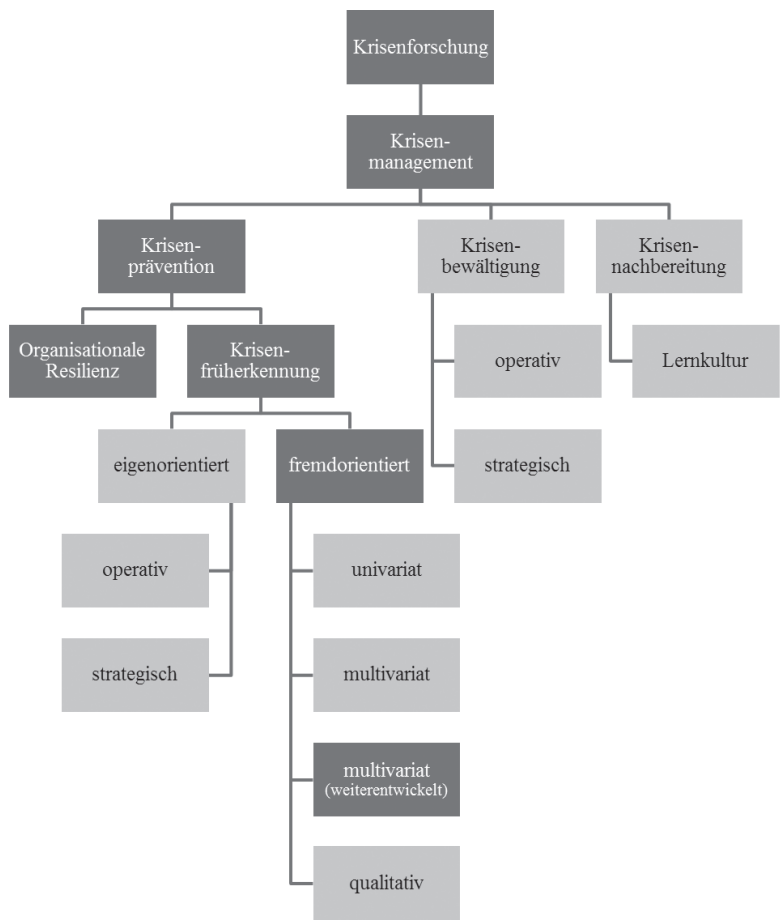 Krisenforschung
Krisen-
management
Krisen-
prävention
Krisen-
bewältigung
Krisen-
nachbereitung
Organisationale
Resilienz
Krisen-
früherkennung
operativ
Lernkultur
eigenorientiert
fremdorientiert
strategisch
operativ
univariat
strategisch
multivariat
multivariat
(weiterentwickelt)
qualitativ